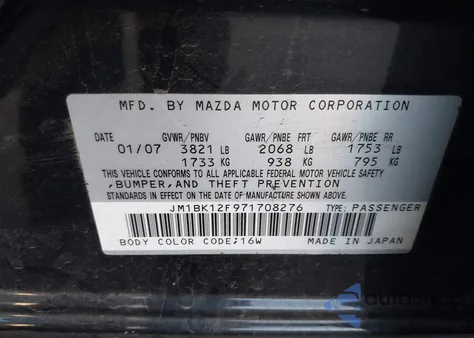 MFD. BY MAZDA MOTOR CORPORATION
DATE GVWR/PNBV GAWR/PNBE FRT GAWR/PNBE RR
01/07 3821 LB 2068 LB 1753 LB
1733 KG 938 KG 795 KG
THIS VEHICLE CONFORMS TO ALL APPLICABLE FEDERAL MOTOR VEHICLE SAFETY
,BUMPER,AND THEFT PREVENTION
STANDARDS IN EFFECT ON THE DATE OF MANUFACTURE SHOWN ABOVE.
JM1BK12F971708276 TYPE: PASSENGER
BODY COLOR CODE;16W MADE IN JAPAN